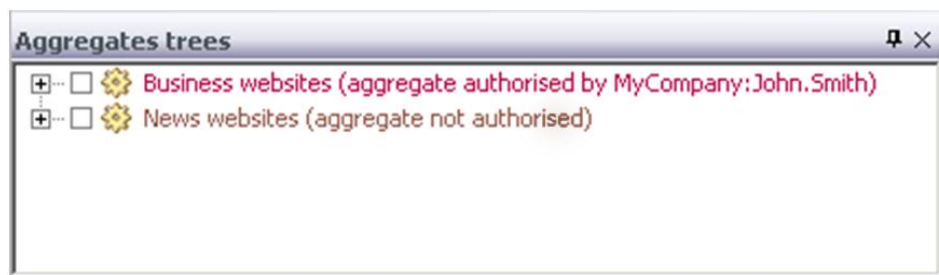 Aggregates trees
Business websites (aggregate authorised by MyCompany:John.Smith)
News websites (aggregate not authorised)